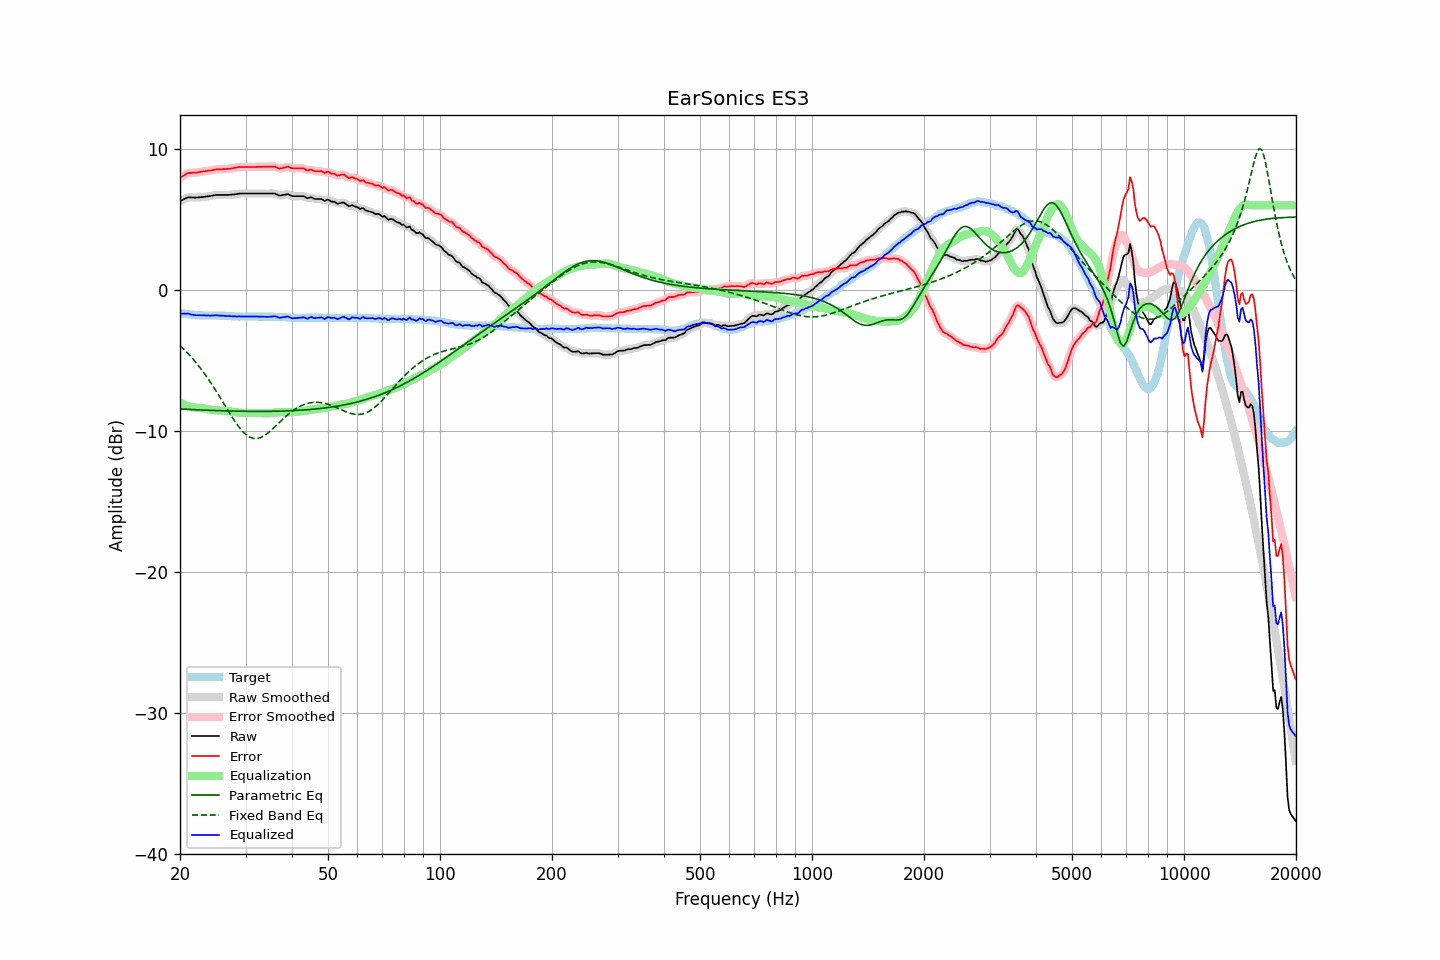 EarSonics ES3
Amplitude (dBr)
10
0
−10
−20
−30
−40
Target
Raw Smoothed
Error Smoothed
Raw
Error
Equalization
Parametric Eq
Fixed Band Eq
Equalized
20 50 100 200 500 1000 2000 5000 10000 20000
Frequency (Hz)